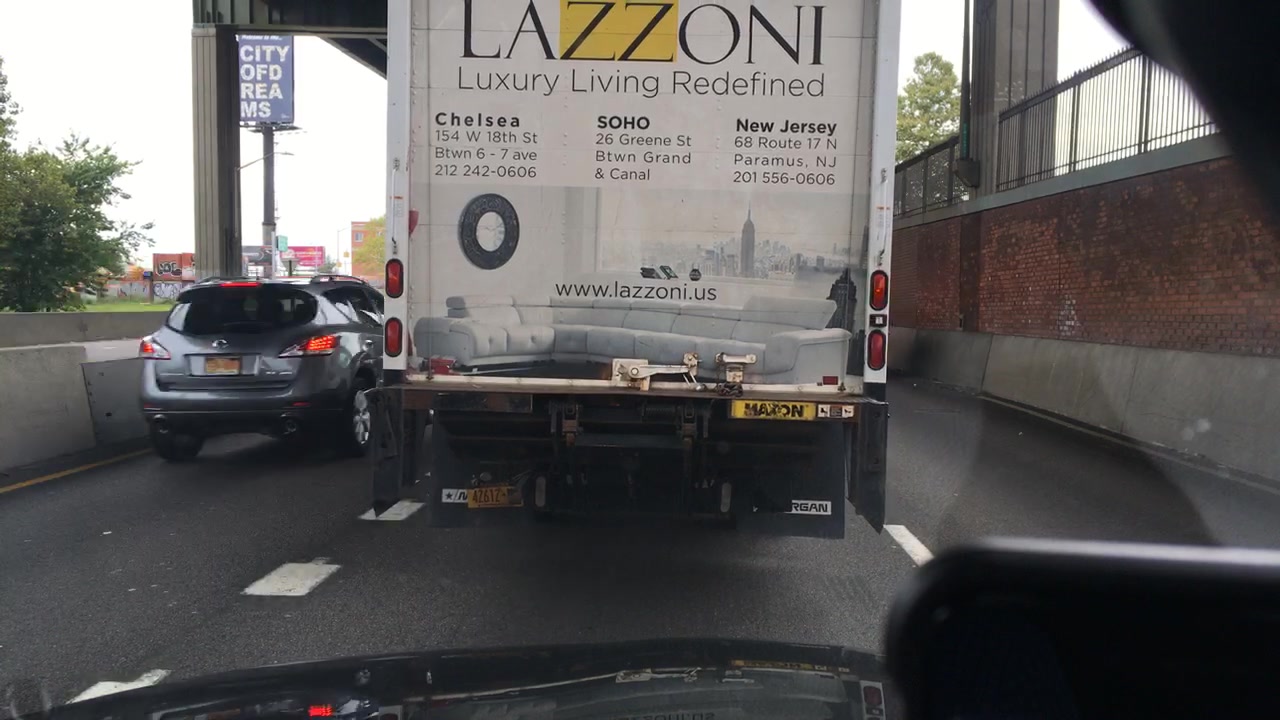 LAZZONI
Luxury Living Redefined
CITY
OFD
REA
MS
Chelsea
154 W 18th St
Btwn 6 - 7 ave
212 242-0606
SOHO
26 Greene St
Btwn Grand
& Canal
New Jersey
68 Route 17 N
Paramus, NJ
201 556-0606
www.lazzoni.us
MAXON
RGAN